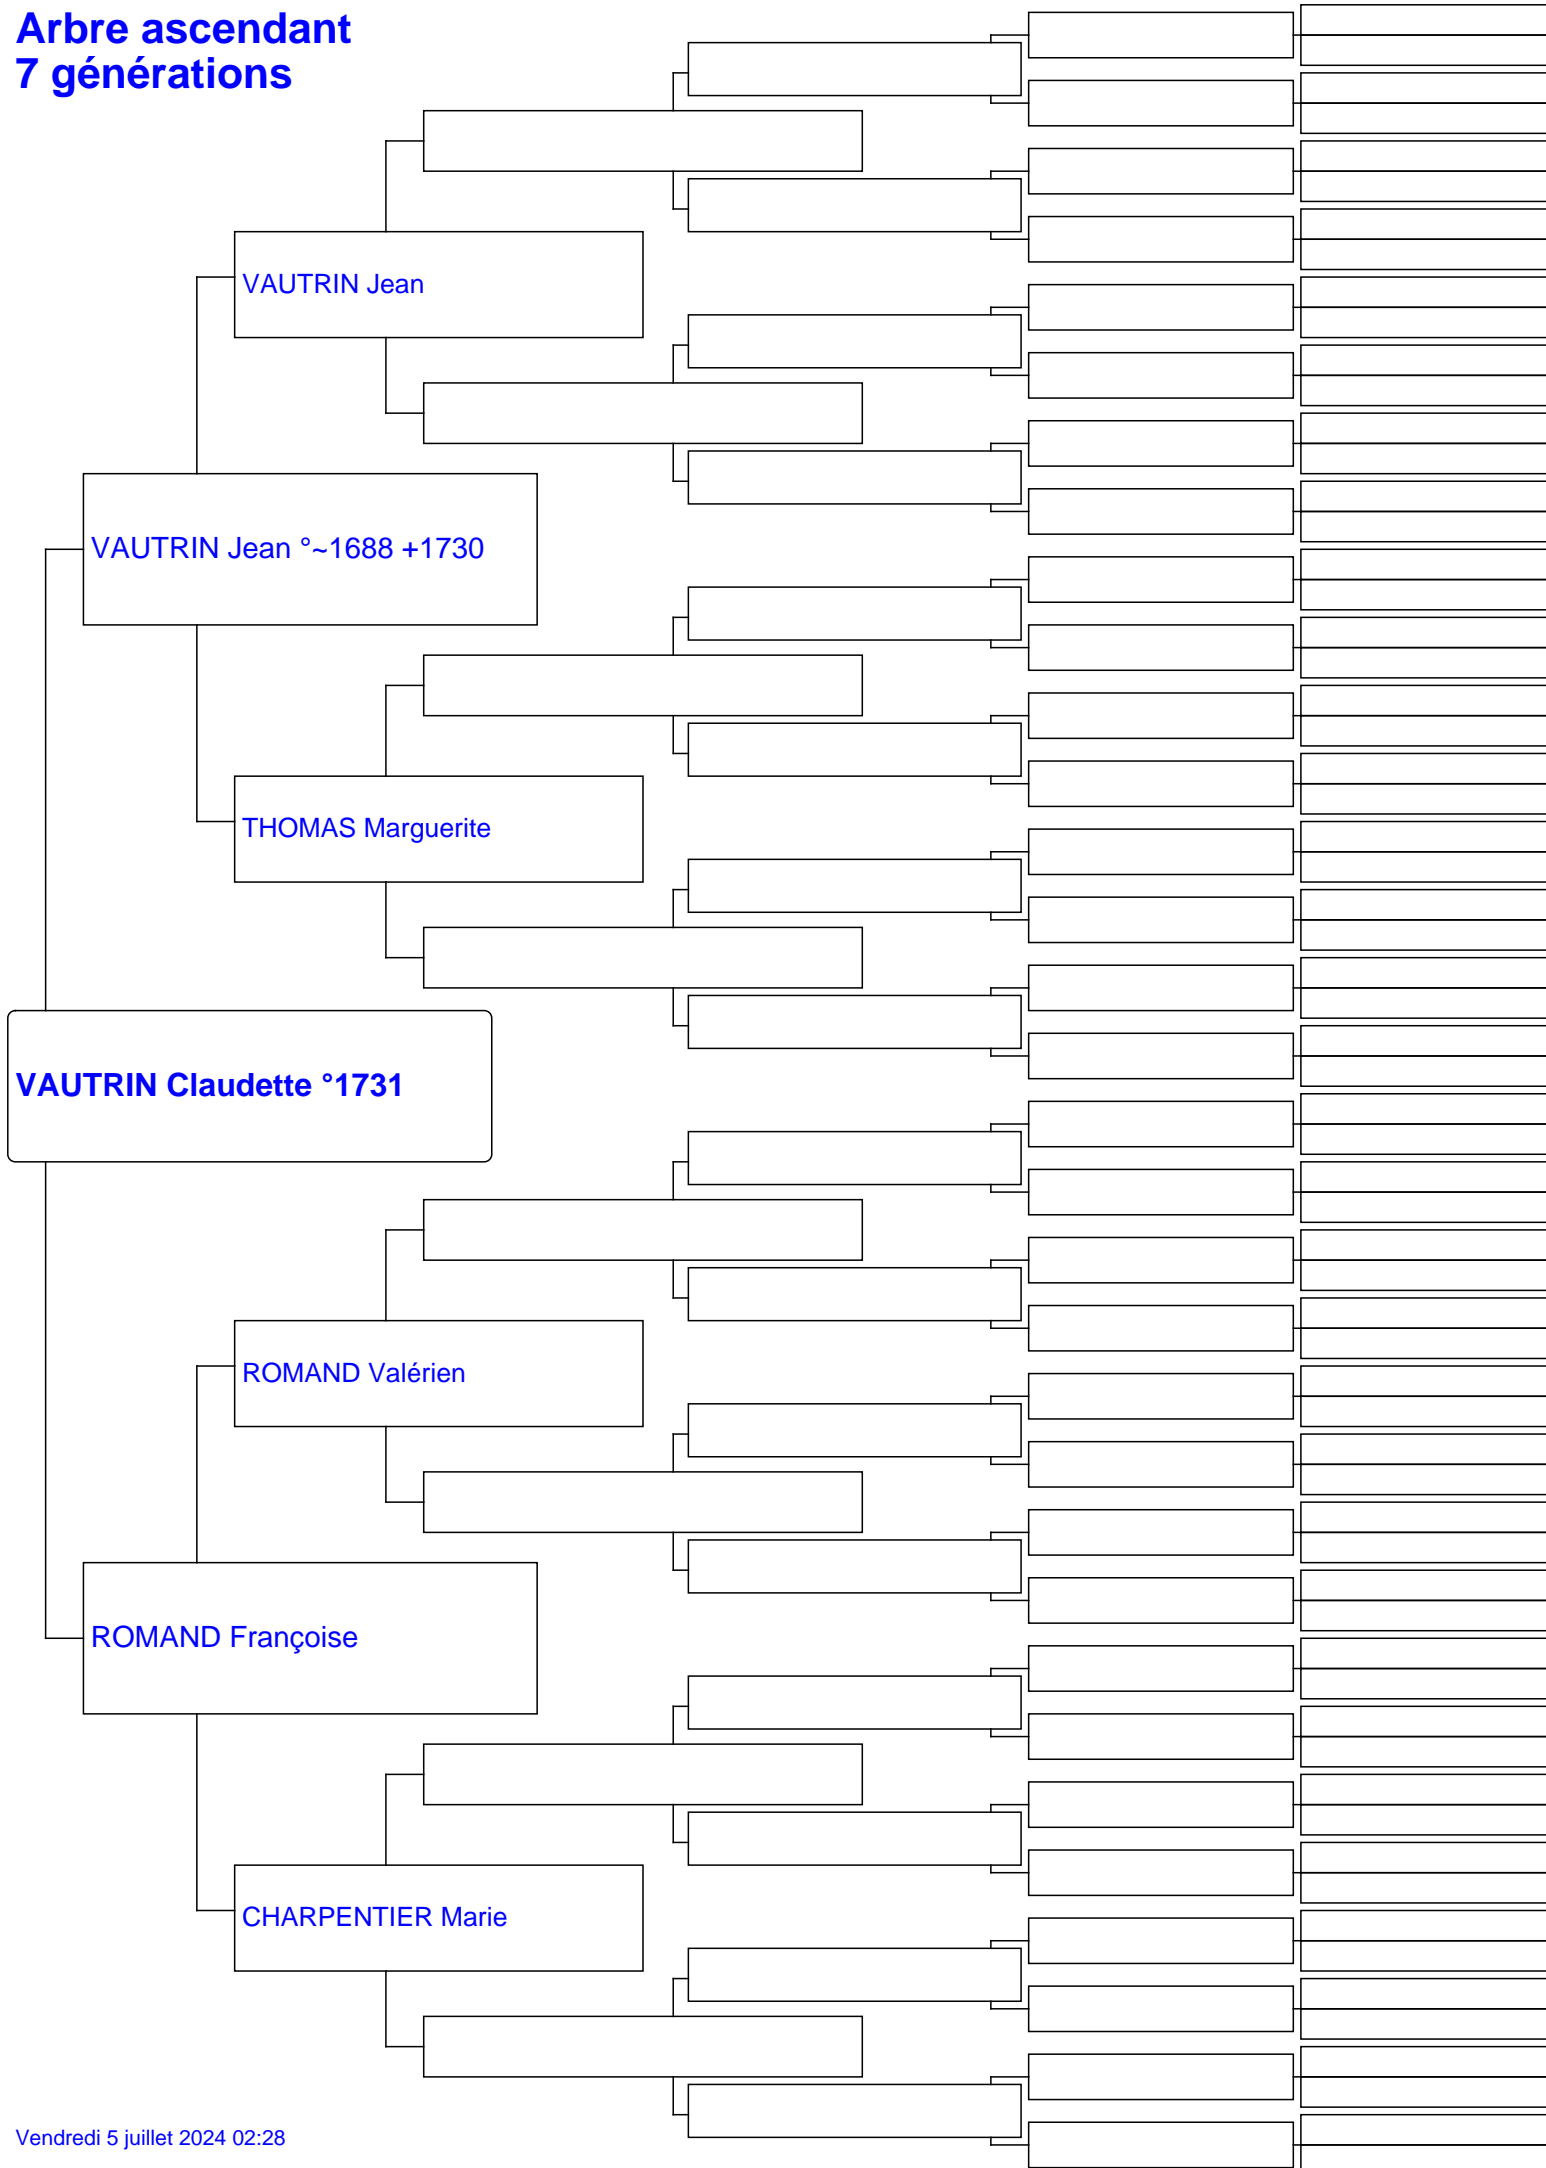 Arbre ascendant
7 générations
VAUTRIN Jean
VAUTRIN Jean °~1688 +1730
THOMAS Marguerite
VAUTRIN Claudette °1731
ROMAND Valérien
ROMAND Françoise
CHARPENTIER Marie
Vendredi 5 juillet 2024 02:28